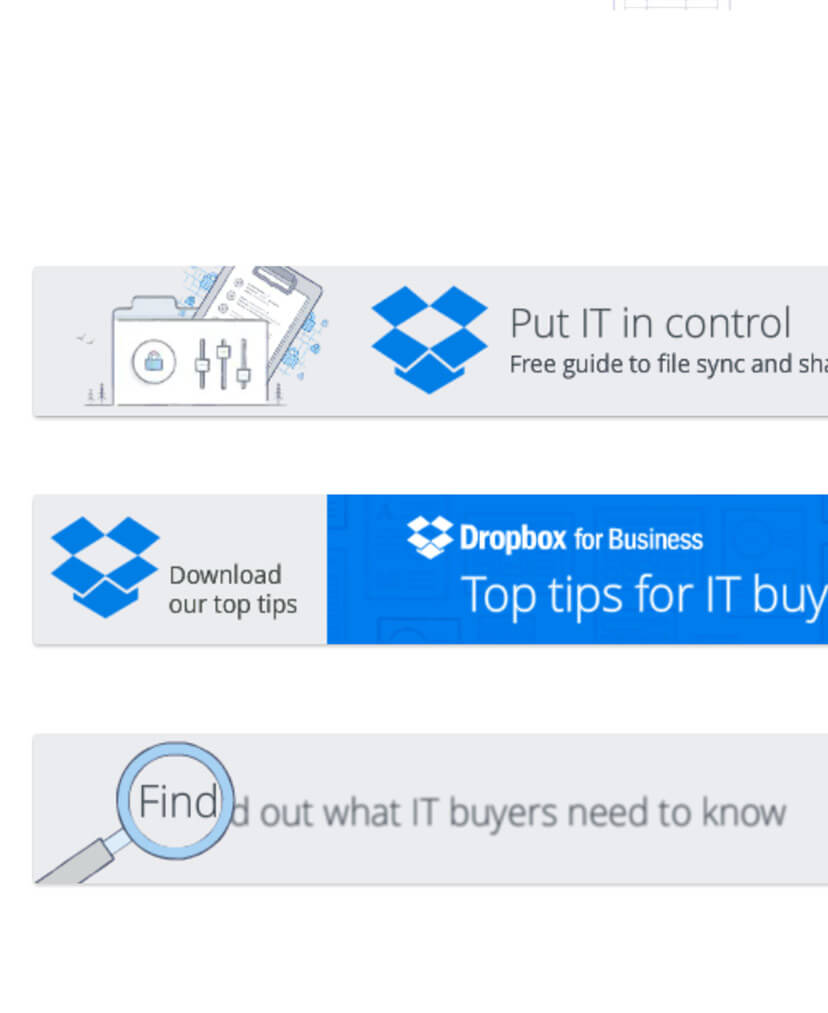 Put IT in control
Free guide to file sync and sha
Download
our top tips
Dropbox for Business
Top tips for IT buy
Find d out what IT buyers need to know